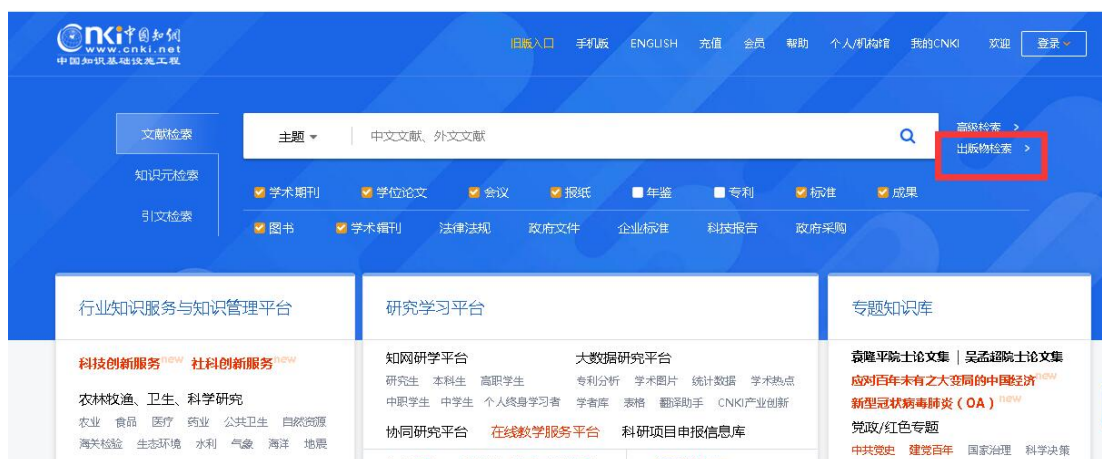 cnki中国知网
www.cnki.net
中国知识基础设施工程
旧版入口 手机版 ENGLISH 充值 会员 帮助 个人/机构馆 我的CNKI 欢迎 登录
文献检索 主题 中文文献、外文文献 高级检索 >
出版物检索 >
知识元检索
学术期刊 学位论文 会议 报纸 年鉴 专利 标准 成果
引文检索
图书 学术辑刊 法律法规 政府文件 企业标准 科技报告 政府采购
行业知识服务与知识管理平台
科技创新服务new 社科创新服务new
农林牧渔、卫生、科学研究
农业 食品 医疗 药业 公共卫生 自然资源
海关检验 生态环境 水利 气象 海洋 地震
研究学习平台
知网研学平台 大数据研究平台
研究生 本科生 高职学生 专利分析 学术图片 统计数据 学术热点
中职学生 中学生 个人终身学习者 学者库 表格 翻译助手 CNKI产业创新
协同研究平台 在线教学服务平台 科研项目申报信息库
专题知识库
袁隆平院士论文集 | 吴孟超院士论文集
应对百年未有之大变局的中国经济new
新型冠状病毒肺炎(OA)new
党政/红色专题
中共党史 建党百年 国家治理 科学决策